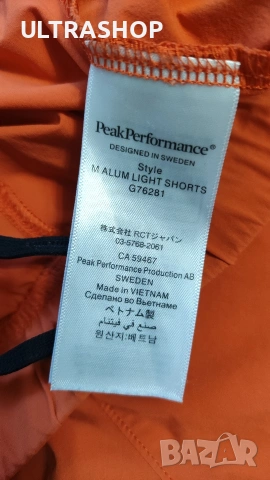 ULTRASHOP
PeakPerformance®
DESIGNED IN SWEDEN
Style
M ALUM LIGHT SHORTS
G76281
株式会社 RCTジャパン
03-5768-2061
CA 59467
Peak Performance Production AB
SWEDEN
Made in VIETNAM
Сделано во Вьетнаме
ベトナム製
صنع في فيتنام
원산지:베트남
bazar